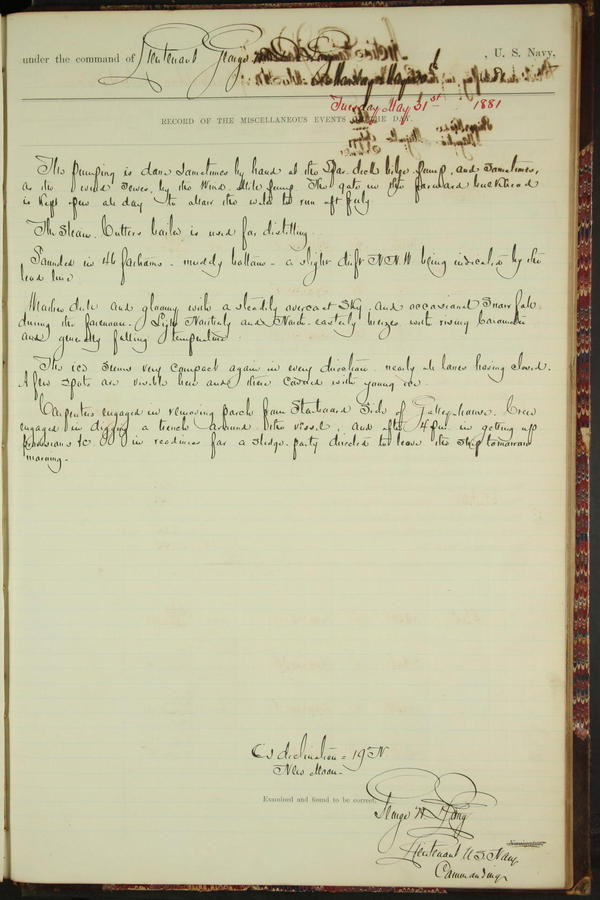 under the command of Lieutenant George W. De Long , U. S. Navy,
Tuesday May 31st 1881
RECORD OF THE MISCELLANEOUS EVENTS OF THE DAY.
The pumping is done sometimes by hand at the spar deck bilge pump, and sometimes,
as the wind serves, by the Wind Mill pump. The gate in the forward bulkhead
is kept open all day to allow the water to run aft freely
The Steam Cutters boiler is used for distilling
Sounded in 46 fathoms - muddy bottom - a slight drift N.N.W being indicated by the
lead line
Weather dull and gloomy with a steadily overcast sky and occasional snow fall
during the forenoon. Light Northerly and North easterly breezes with rising barometer
and generally falling temperature
The ice seems very compact again in every direction nearly all lanes having closed.
A few spots are visible here and there covered with young ice
Carpenters engaged in removing porch from Starboard Side of Galley-house. Crew
engaged in digging a trench around the vessel, and after 4 pm in getting up
provisions &c in readiness for a sledge-party directed to leave the ship tomorrow
morning.
declination = 19° N.
New Moon.
Examined and found to be correct.
George W. De Long
Lieutenant U.S. Navy
Navigator.
Commanding